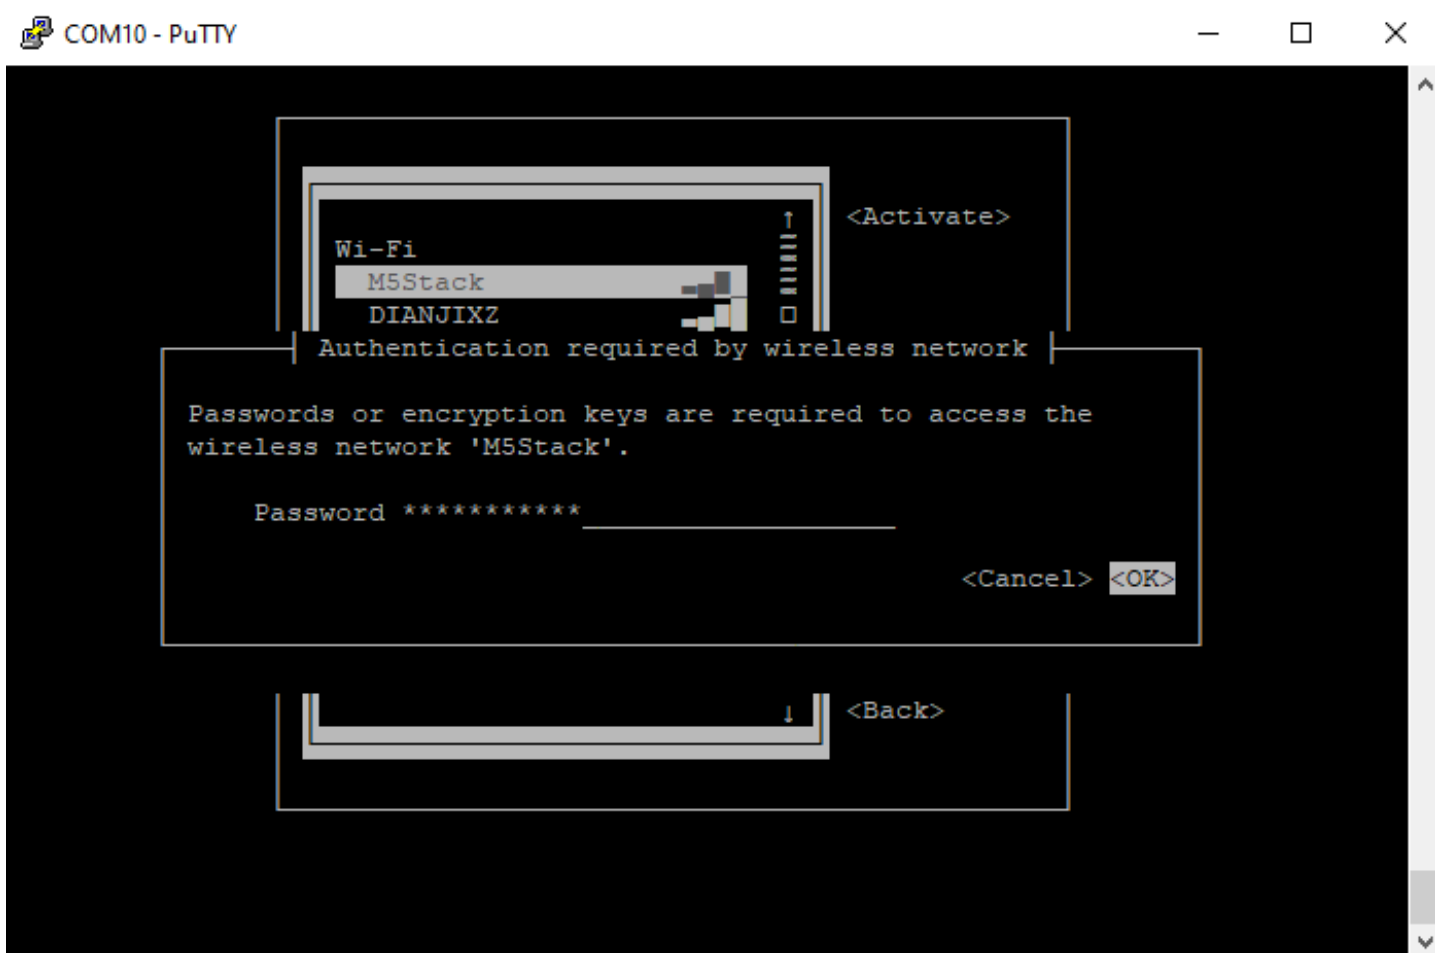 COM10 - PuTTY
<Activate>
Wi-Fi
M5Stack
DIANJIXZ
Authentication required by wireless network
Passwords or encryption keys are required to access the
wireless network 'M5Stack'.
Password ***********___________________
<Cancel> <OK>
<Back>